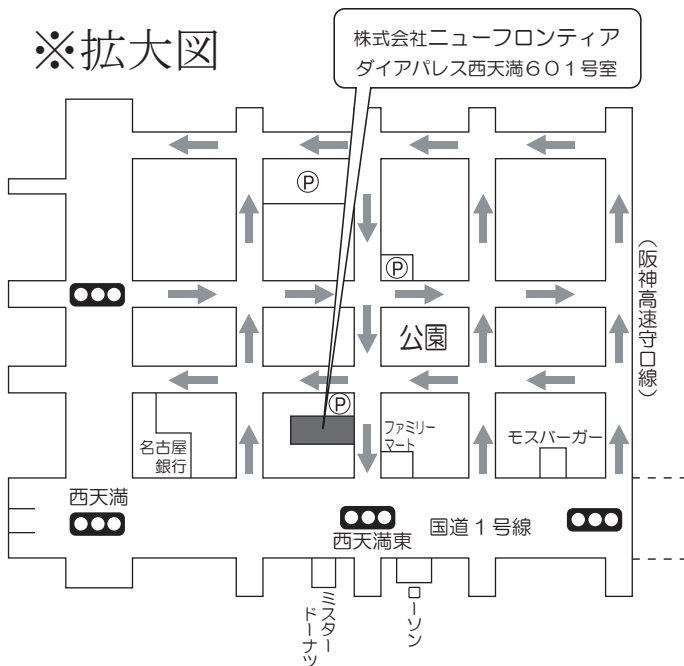 ※拡大図
株式会社ニューフロンティア
ダイアパレス西天満６０１号室
Ⓟ
Ⓟ
（阪神高速守口線）
公園
Ⓟ
名古屋
銀行
ファミリー
マート
モスバーガー
西天満
西天満東
国道１号線
ミスター
ドーナツ
ローソン